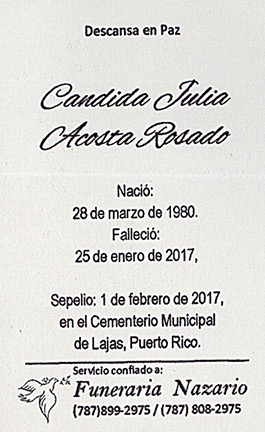 Descansa en Paz
Candida Julia
Acosta Rosado
Nació:
28 de marzo de 1980.
Falleció:
25 de enero de 2017,
Sepelio: 1 de febrero de 2017,
en el Cementerio Municipal
de Lajas, Puerto Rico.
Servicio confiado a:
Funeraria Nazario
(787)899-2975 / (787) 808-2975